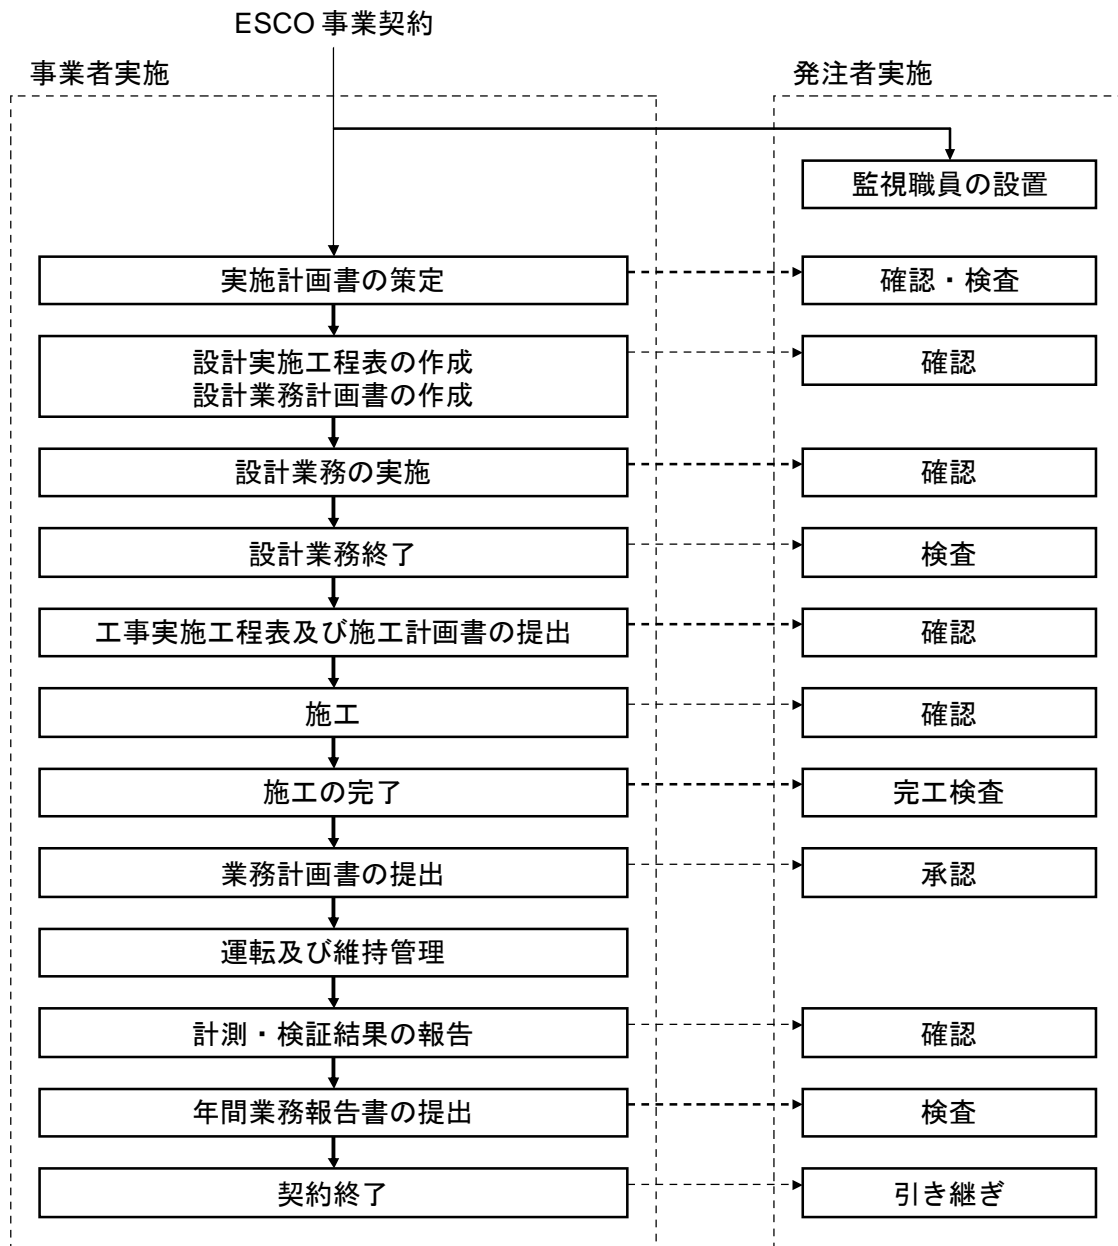 ESCO 事業契約
事業者実施
発注者実施
監視職員の設置
実施計画書の策定
確認・検査
設計実施工程表の作成
設計業務計画書の作成
確認
設計業務の実施
確認
設計業務終了
検査
工事実施工程表及び施工計画書の提出
確認
施工
確認
施工の完了
完工検査
業務計画書の提出
承認
運転及び維持管理
計測・検証結果の報告
確認
年間業務報告書の提出
検査
契約終了
引き継ぎ